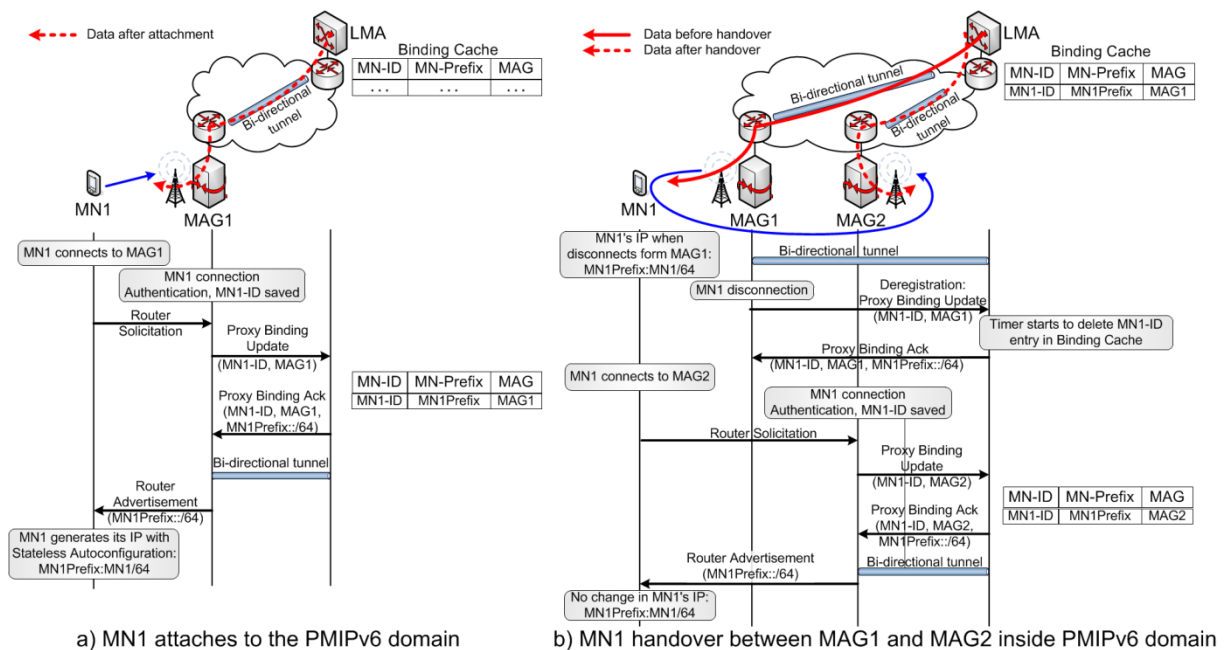 Data after attachment
LMA
Binding Cache
MN-ID MN-Prefix MAG
... ... ...
Bi-directional
tunnel
MN1
MAG1
MN1 connects to MAG1
MN1 connection
Authentication, MN1-ID saved
Router
Solicitation
Proxy Binding
Update
(MN1-ID, MAG1)
MN-ID MN-Prefix MAG
MN1-ID MN1Prefix MAG1
Proxy Binding Ack
(MN1-ID, MAG1,
MN1Prefix::/64)
Bi-directional tunnel
Router
Advertisement
(MN1Prefix::/64)
MN1 generates its IP with
Stateless Autoconfiguration:
MN1Prefix:MN1/64
a) MN1 attaches to the PMIPv6 domain
Data before handover
Data after handover
LMA
Binding Cache
MN-ID MN-Prefix MAG
MN1-ID MN1Prefix MAG1
Bi-directional tunnel
Bi-directional
tunnel
MN1
MAG1
MAG2
MN1's IP when
disconnects form MAG1:
MN1Prefix:MN1/64
Bi-directional tunnel
MN1 disconnection
Deregistration:
Proxy Binding Update
(MN1-ID, MAG1)
Timer starts to delete MN1-ID
entry in Binding Cache
Proxy Binding Ack
(MN1-ID, MAG1, MN1Prefix::/64)
MN1 connects to MAG2
MN1 connection
Authentication, MN1-ID saved
Router Solicitation
Proxy Binding
Update
(MN1-ID, MAG2)
MN-ID MN-Prefix MAG
MN1-ID MN1Prefix MAG2
Proxy Binding Ack
(MN1-ID, MAG2,
MN1Prefix::/64)
Router Advertisement
(MN1Prefix::/64)
Bi-directional tunnel
No change in MN1's IP:
MN1Prefix:MN1/64
b) MN1 handover between MAG1 and MAG2 inside PMIPv6 domain